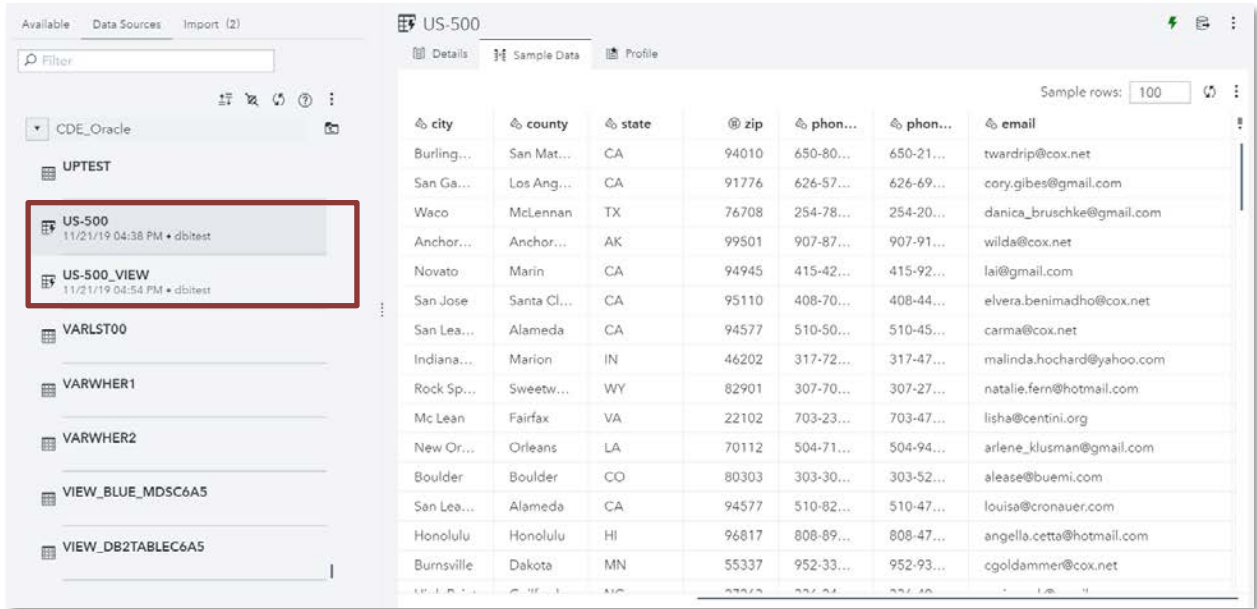 Available Data Sources Import (2)
Filter
CDE_Oracle
UPTEST
US-500
11/21/19 04:38 PM • dbitest
US-500_VIEW
11/21/19 04:54 PM • dbitest
VARLST00
VARWHER1
VARWHER2
VIEW_BLUE_MDSC6A5
VIEW_DB2TABLEC6A5
US-500
Details Sample Data Profile
Sample rows: 100
city county state zip phon... phon... email
Burling... San Mat... CA 94010 650-80... 650-21... twardrip@cox.net
San Ga... Los Ang... CA 91776 626-57... 626-69... cory.gibes@gmail.com
Waco McLennan TX 76708 254-78... 254-20... danica_bruschke@gmail.com
Anchor... Anchor... AK 99501 907-87... 907-91... wilda@cox.net
Novato Marin CA 94945 415-42... 415-92... lai@gmail.com
San Jose Santa Cl... CA 95110 408-70... 408-44... elvera.benimadho@cox.net
San Lea... Alameda CA 94577 510-50... 510-45... carma@cox.net
Indiana... Marion IN 46202 317-72... 317-47... malinda.hochard@yahoo.com
Rock Sp... Sweetw... WY 82901 307-70... 307-27... natalie.fern@hotmail.com
Mc Lean Fairfax VA 22102 703-23... 703-47... lisha@centini.org
New Or... Orleans LA 70112 504-71... 504-94... arlene_klusman@gmail.com
Boulder Boulder CO 80303 303-30... 303-52... alease@buemi.com
San Lea... Alameda CA 94577 510-82... 510-47... louisa@cronauer.com
Honolulu Honolulu HI 96817 808-89... 808-47... angella.cetta@hotmail.com
Burnsville Dakota MN 55337 952-33... 952-93... cgoldammer@cox.net